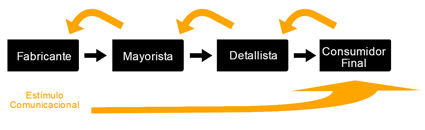 Fabricante
Mayorista
Detallista
Consumidor
Final
Estímulo
Comunicacional